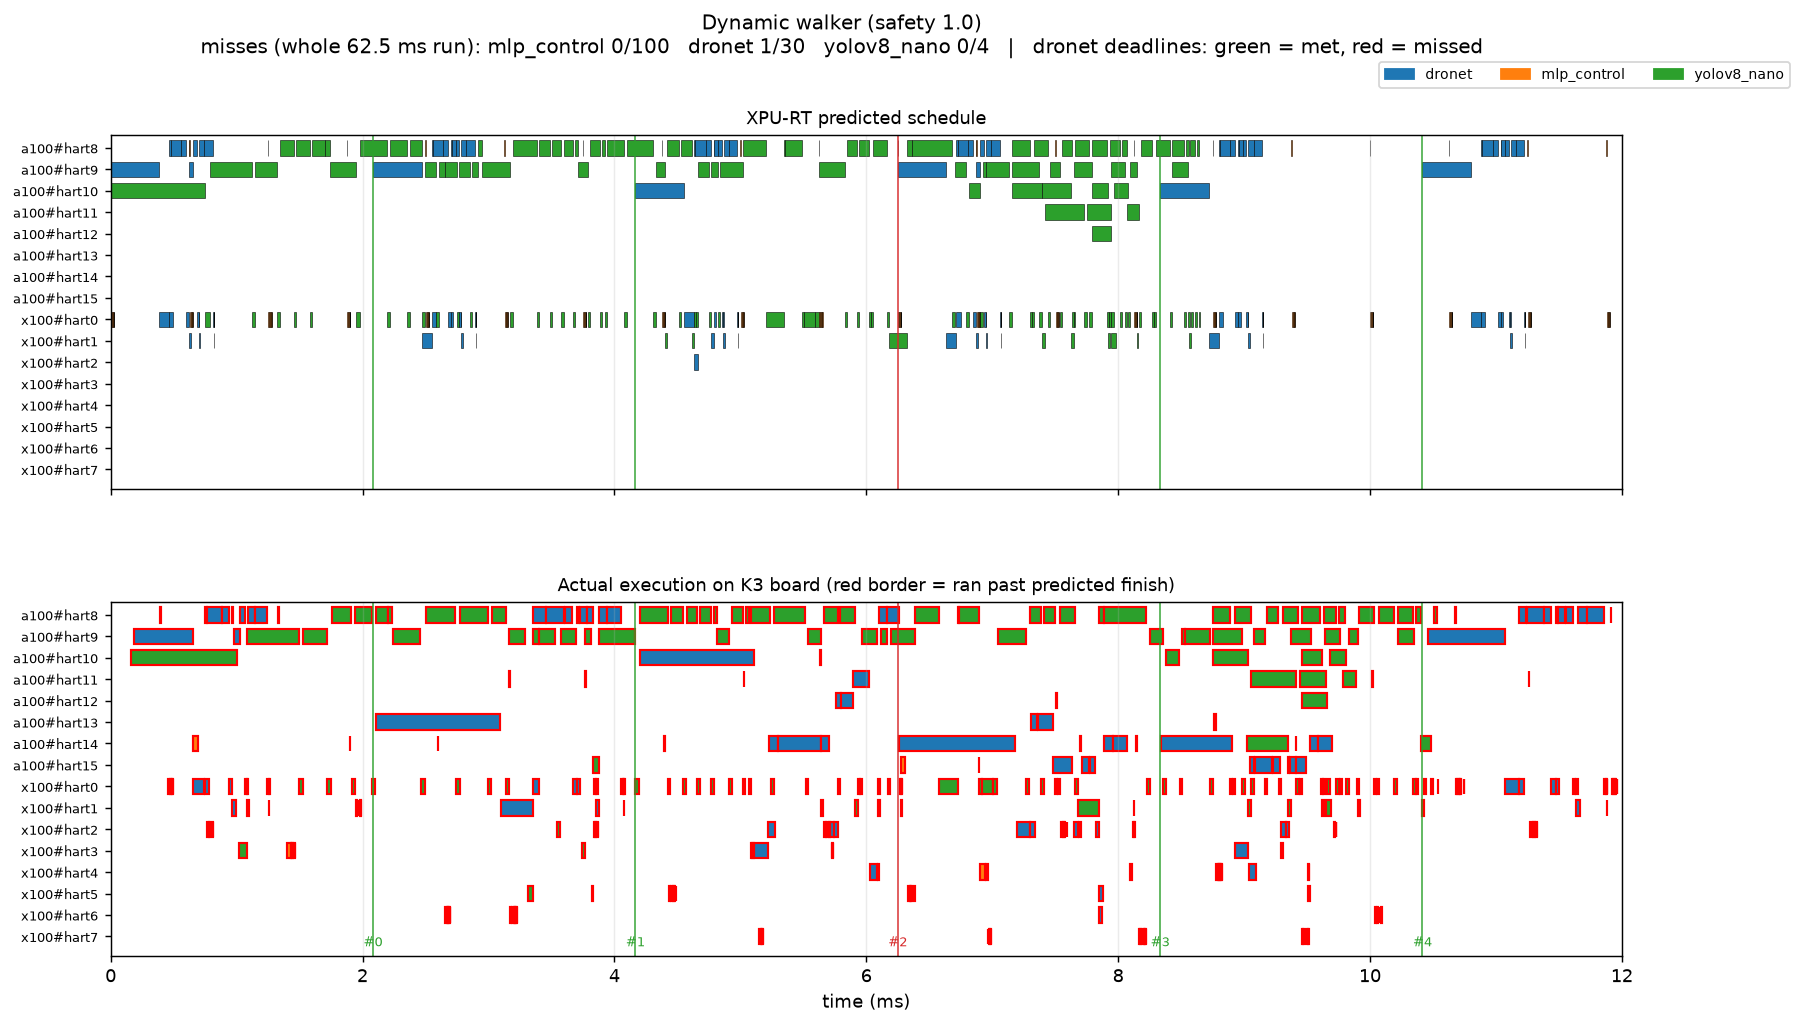 Dynamic walker (safety 1.0)
misses (whole 62.5 ms run): mlp_control 0/100   dronet 1/30   yolov8_nano 0/4   |   dronet deadlines: green = met, red = missed
dronet   mlp_control   yolov8_nano
XPU-RT predicted schedule
a100#hart8
a100#hart9
a100#hart10
a100#hart11
a100#hart12
a100#hart13
a100#hart14
a100#hart15
x100#hart0
x100#hart1
x100#hart2
x100#hart3
x100#hart4
x100#hart5
x100#hart6
x100#hart7
Actual execution on K3 board (red border = ran past predicted finish)
a100#hart8
a100#hart9
a100#hart10
a100#hart11
a100#hart12
a100#hart13
a100#hart14
a100#hart15
x100#hart0
x100#hart1
x100#hart2
x100#hart3
x100#hart4
x100#hart5
x100#hart6
x100#hart7
#0   #1   #2   #3   #4
0   2   4   6   8   10   12
time (ms)